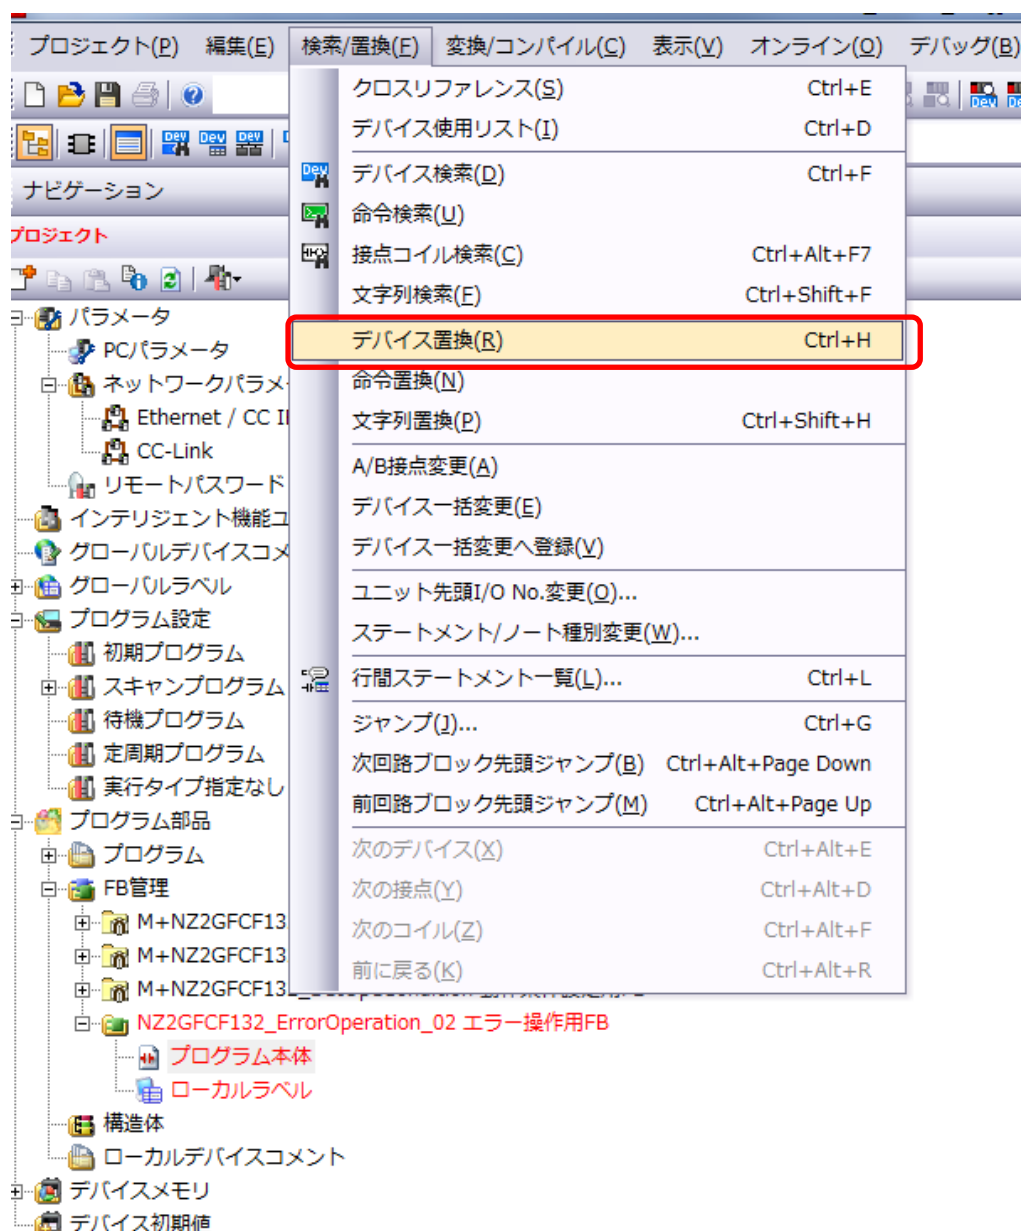 プロジェクト(P) 編集(E) 検索/置換(F) 変換/コンパイル(C) 表示(V) オンライン(O) デバッグ(B)
クロスリファレンス(S) Ctrl+E
デバイス使用リスト(I) Ctrl+D
デバイス検索(D) Ctrl+F
命令検索(U)
接点コイル検索(C) Ctrl+Alt+F7
文字列検索(F) Ctrl+Shift+F
デバイス置換(R) Ctrl+H
命令置換(N)
文字列置換(P) Ctrl+Shift+H
A/B接点変更(A)
デバイス一括変更(E)
デバイス一括変更へ登録(V)
ユニット先頭I/O No.変更(O)...
ステートメント/ノート種別変更(W)...
行間ステートメント一覧(L)... Ctrl+L
ジャンプ(J)... Ctrl+G
次回路ブロック先頭ジャンプ(B) Ctrl+Alt+Page Down
前回路ブロック先頭ジャンプ(M) Ctrl+Alt+Page Up
次のデバイス(X) Ctrl+Alt+E
次の接点(Y) Ctrl+Alt+D
次のコイル(Z) Ctrl+Alt+F
前に戻る(K) Ctrl+Alt+R
ナビゲーション
プロジェクト
パラメータ
PCパラメータ
ネットワークパラメ
Ethernet / CC I
CC-Link
リモートパスワード
インテリジェント機能ユ
グローバルデバイスコメ
グローバルラベル
プログラム設定
初期プログラム
スキャンプログラム
待機プログラム
定周期プログラム
実行タイプ指定なし
プログラム部品
プログラム
FB管理
M+NZ2GFCF13
M+NZ2GFCF13
M+NZ2GFCF13
NZ2GFCF132_ErrorOperation_02 エラー操作用FB
プログラム本体
ローカルラベル
構造体
ローカルデバイスコメント
デバイスメモリ
デバイス初期値